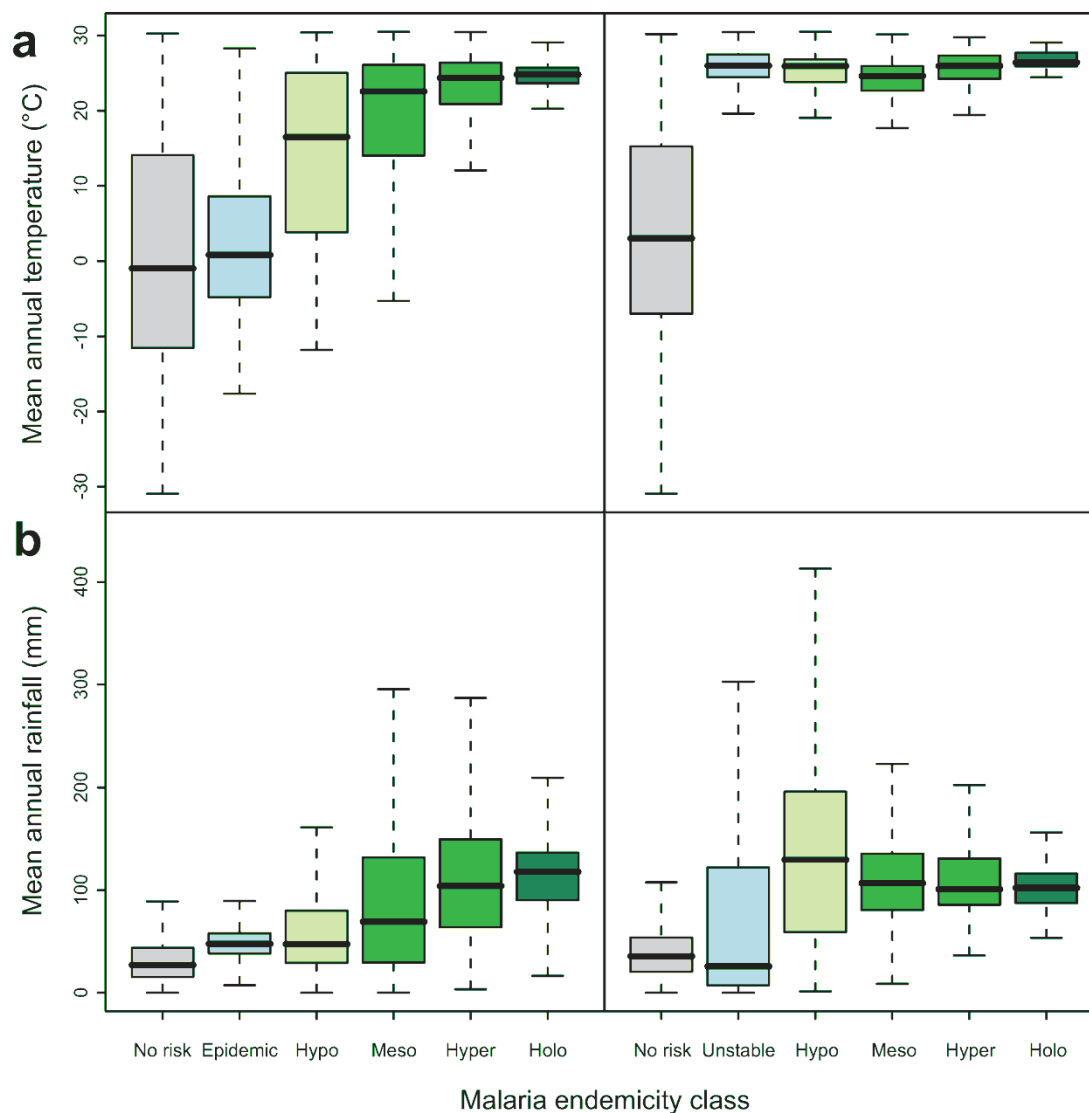 a
Mean annual temperature (°C)
30
20
10
0
-10
-20
-30
b
Mean annual rainfall (mm)
400
300
200
100
0
No risk Epidemic Hypo Meso Hyper Holo No risk Unstable Hypo Meso Hyper Holo
Malaria endemicity class